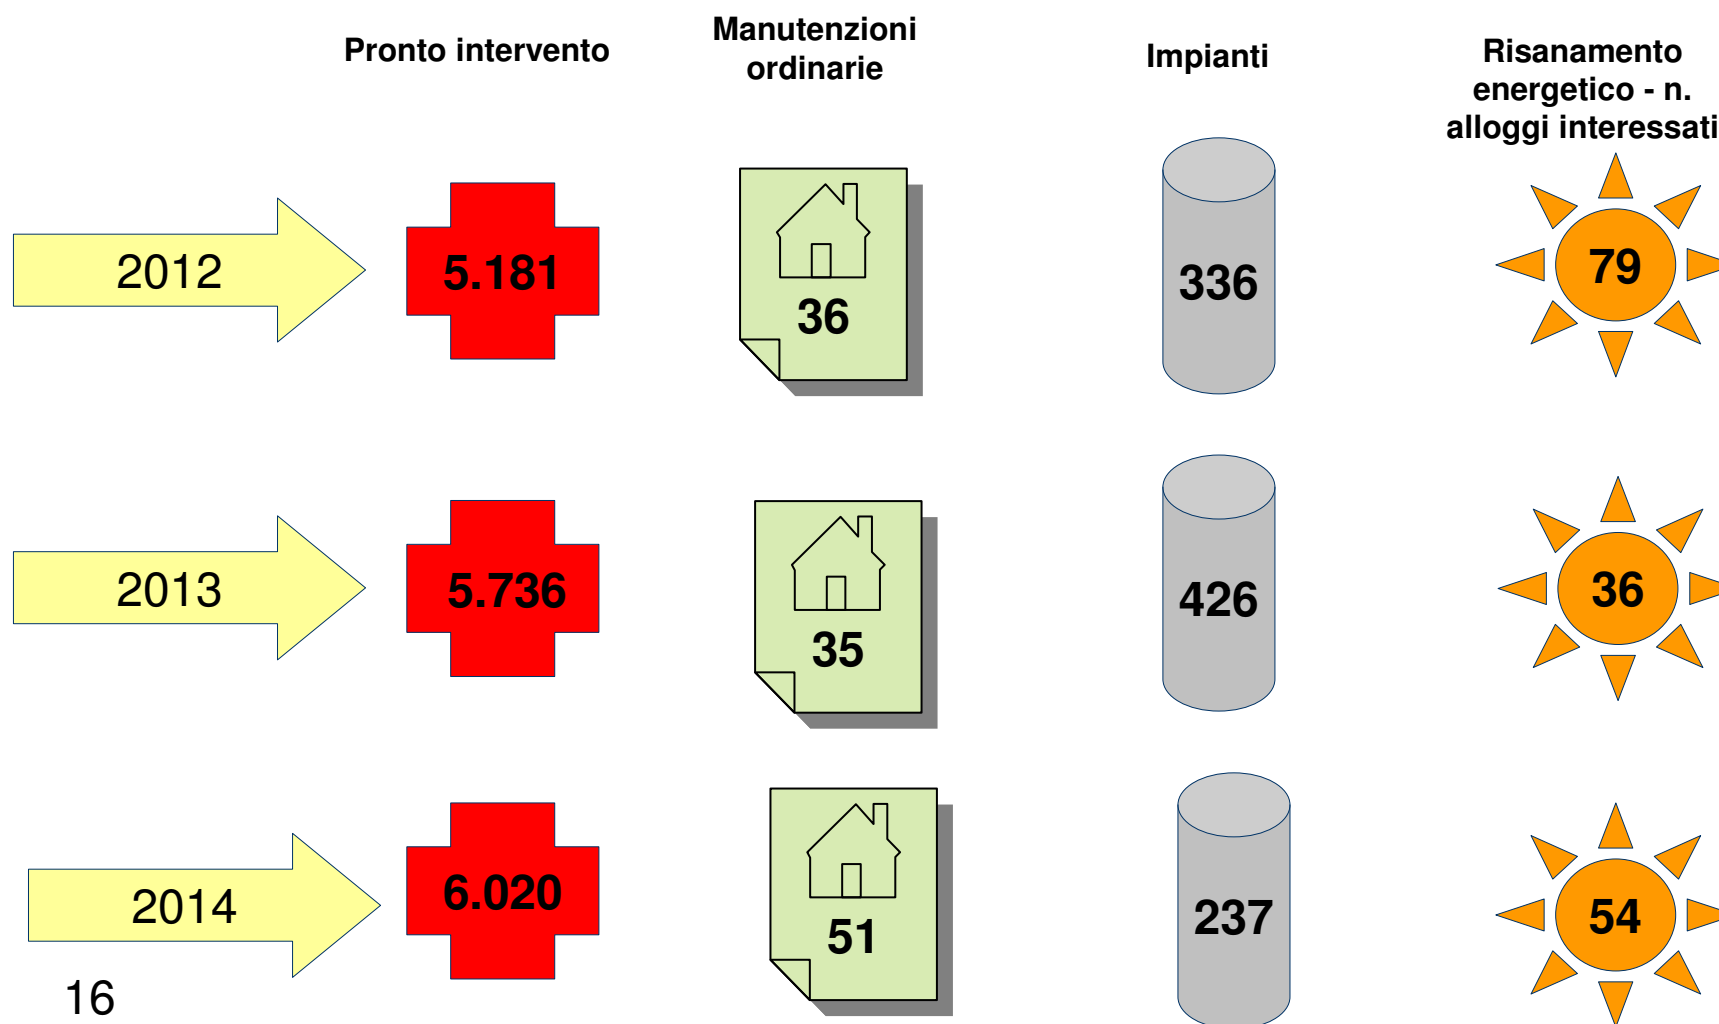 Pronto intervento
Manutenzioni
ordinarie
Impianti
Risanamento
energetico - n.
alloggi interessati
2012
5.181
36
336
79
2013
5.736
35
426
36
2014
6.020
51
237
54
16